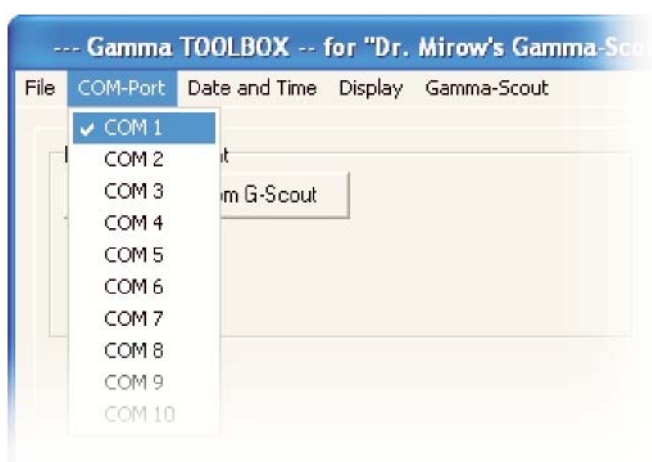 --- Gamma TOOLBOX -- for "Dr. Mirow's Gamma-Sco
File COM-Port Date and Time Display Gamma-Scout
COM 1
COM 2
COM 3
m G-Scout
COM 4
COM 5
COM 6
COM 7
COM 8
COM 9
COM 10